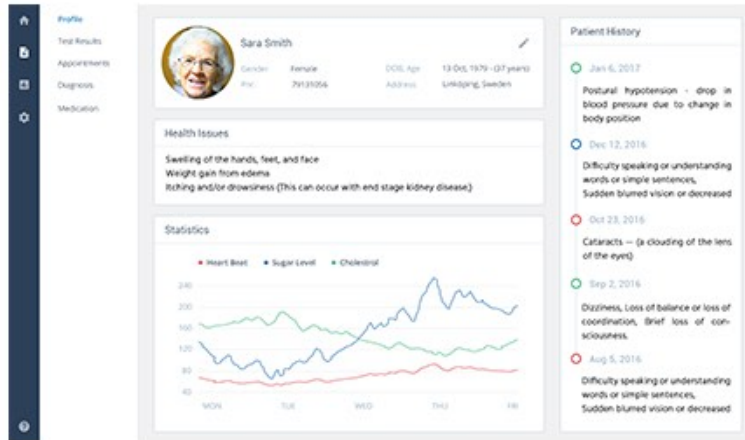 Profile
Test Results
Appointments
Diagnosis
Medication
Sara Smith
Gender Female
DOB, Age 13 Oct, 1979 - (37 years)
79131056
Address Linköping, Sweden
Health Issues
Swelling of the hands, feet, and face
Weight gain from edema
Itching and/or drowsiness (This can occur with end stage kidney disease.)
Statistics
Heart Beat Sugar Level Cholestrol
240
200
160
120
80
40
MON TUE WED THU FRI
Patient History
Jan 6, 2017
Postural hypotension - drop in
blood pressure due to change in
body position
Dec 12, 2016
Difficulty speaking or understanding
words or simple sentences,
Sudden blurred vision or decreased
Oct 23, 2016
Cataracts — (a clouding of the lens
of the eyes)
Sep 2, 2016
Dizziness, Loss of balance or loss of
coordination, Brief loss of con-
sciousness.
Aug 5, 2016
Difficulty speaking or understanding
words or simple sentences,
Sudden blurred vision or decreased